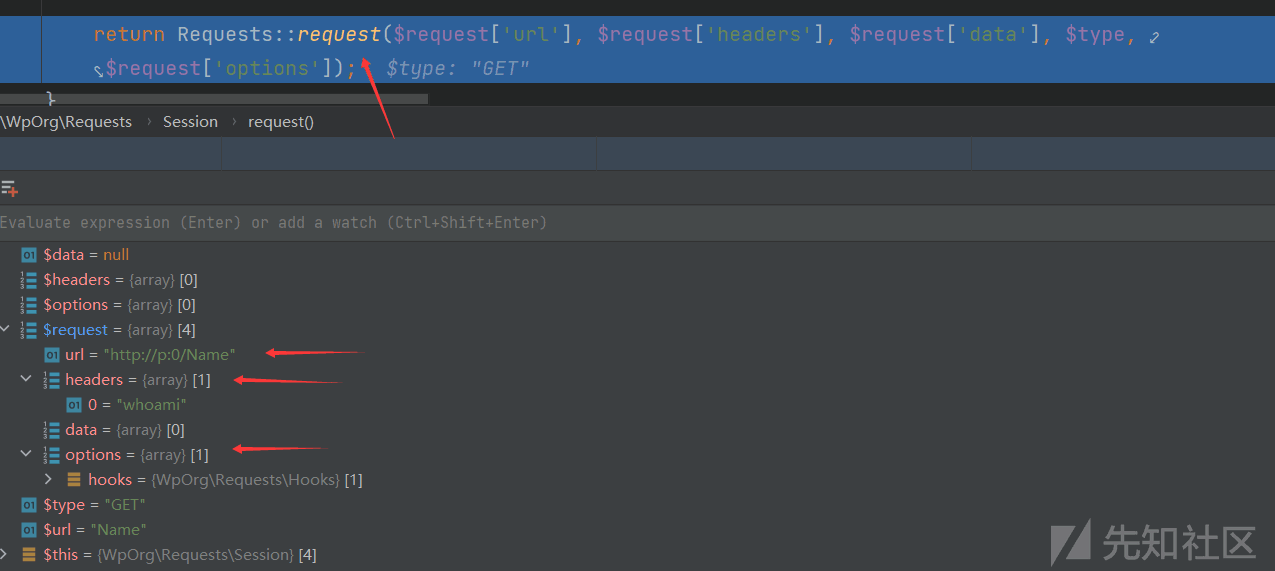 return Requests::request($request['url'], $request['headers'], $request['data'], $type,
$request['options']); $type: "GET"
}
\WpOrg\Requests › Session › request()
Evaluate expression (Enter) or add a watch (Ctrl+Shift+Enter)
$data = null
$headers = {array} [0]
$options = {array} [0]
$request = {array} [4]
url = "http://p:0/Name"
headers = {array} [1]
0 = "whoami"
data = {array} [0]
options = {array} [1]
hooks = {WpOrg\Requests\Hooks} [1]
$type = "GET"
$url = "Name"
$this = {WpOrg\Requests\Session} [4]
先知社区